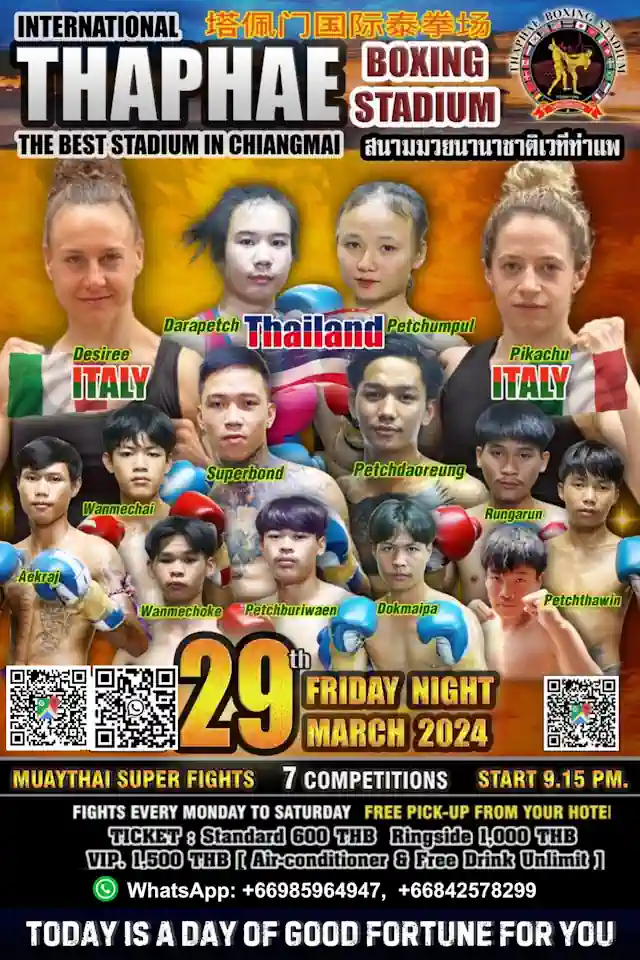 INTERNATIONAL
塔佩门国际泰拳场
THAPHAE
BOXING
STADIUM
THAPHAE BOXING STADIUM
THE BEST STADIUM IN CHIANGMAI
สนามมวยนานาชาติเวทีท่าแพ
Darapetch
Thailand
Petchumpul
Desiree
ITALY
Pikachu
ITALY
Superbond
Petchdaoreung
Wanmechai
Rungarun
Aekraj
Wanmechoke
Petchburiwaen
Dokmaipa
Petchthawin
29th
FRIDAY NIGHT
MARCH 2024
MUAYTHAI SUPER FIGHTS 7 COMPETITIONS START 9.15 PM.
FIGHTS EVERY MONDAY TO SATURDAY FREE PICK-UP FROM YOUR HOTEl
TICKET : Standard 600 THB Ringside 1,000 THB
VIP. 1,500 THB [ Air-conditioner & Free Drink Unlimit ]
WhatsApp: +66985964947, +66842578299
TODAY IS A DAY OF GOOD FORTUNE FOR YOU